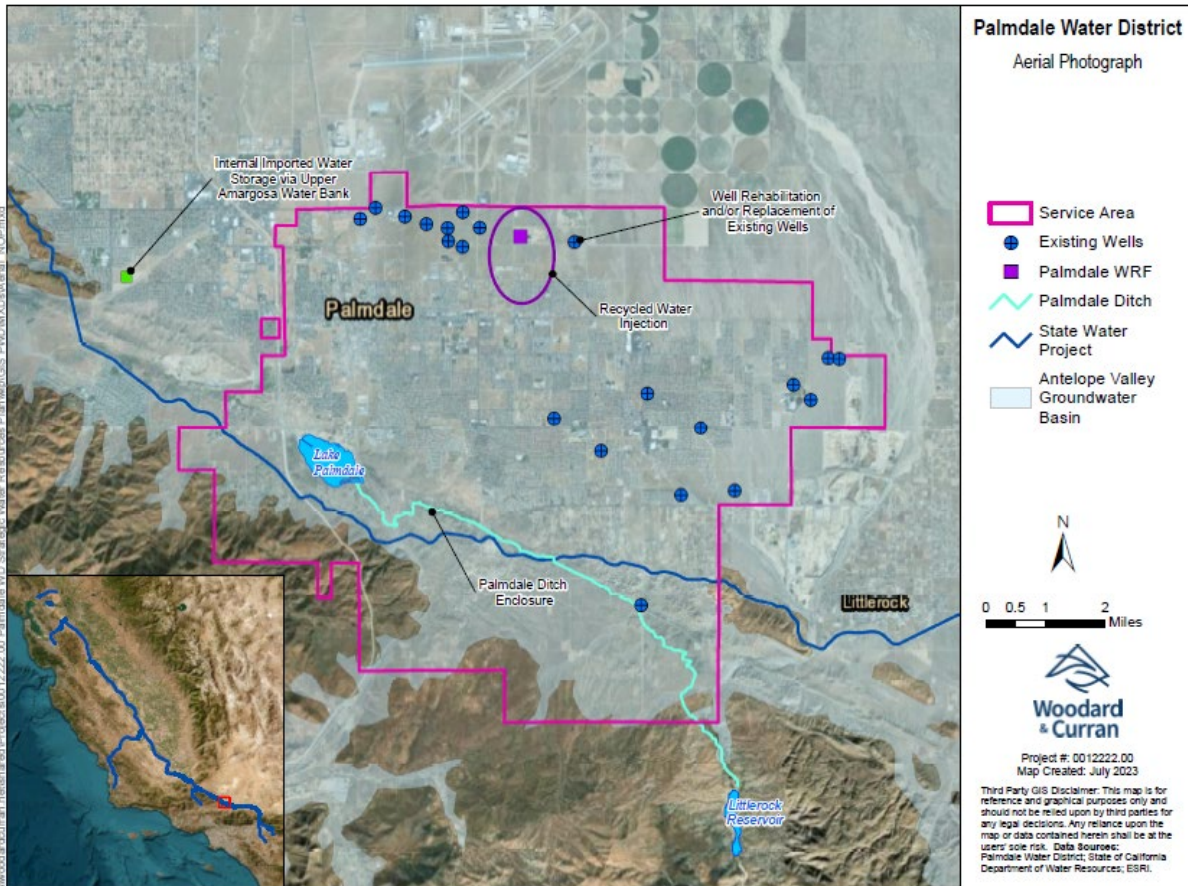 Palmdale Water District
Aerial Photograph
Internal Imported Water
Storage via Upper
Amargosa Water Bank
Well Rehabilitation
and/or Replacement of
Existing Wells
Recycled Water
Injection
Palmdale
Lake
Palmdale
Palmdale Ditch
Enclosure
Littlerock
Littlerock
Reservoir
Service Area
Existing Wells
Palmdale WRF
Palmdale Ditch
State Water
Project
Antelope Valley
Groundwater
Basin
N
0 0.5 1 2
Miles
Woodard
& Curran
Project #: 0012222.00
Map Created: July 2023
Third Party GIS Disclaimer: This map is for
reference and graphical purposes only and
should not be relied upon by third parties for
any legal decisions. Any reliance upon the
map or data contained herein shall be at the
users' sole risk. Data Sources:
Palmdale Water District; State of California
Department of Water Resources; ESRI.